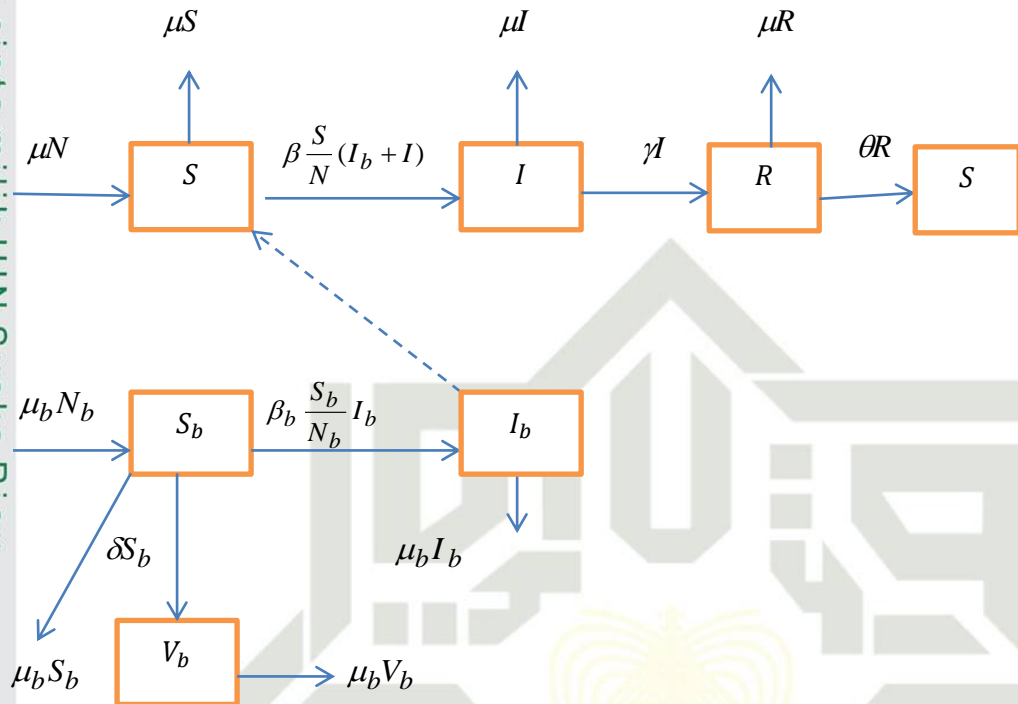 μS μI μR
μN S β S/N (I_b + I) I γI R θR S
μ_b N_b S_b β_b S_b/N_b I_b I_b
δS_b μ_b I_b
μ_b S_b V_b μ_b V_b